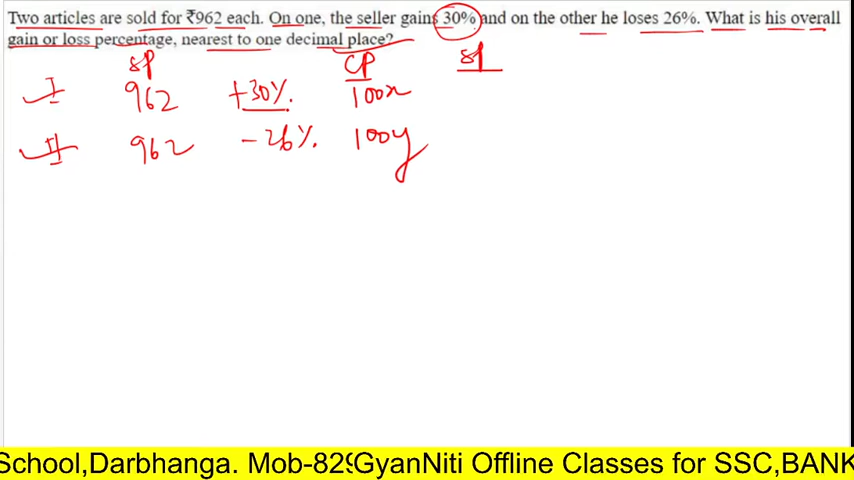 Two articles are sold for ₹962 each. On one, the seller gains 30% and on the other he loses 26%. What is his overall
gain or loss percentage, nearest to one decimal place?
SP CP SP
I 962 +30% 100x
II 962 -26% 100y
School,Darbhanga. Mob-829GyanNiti Offline Classes for SSC,BANK